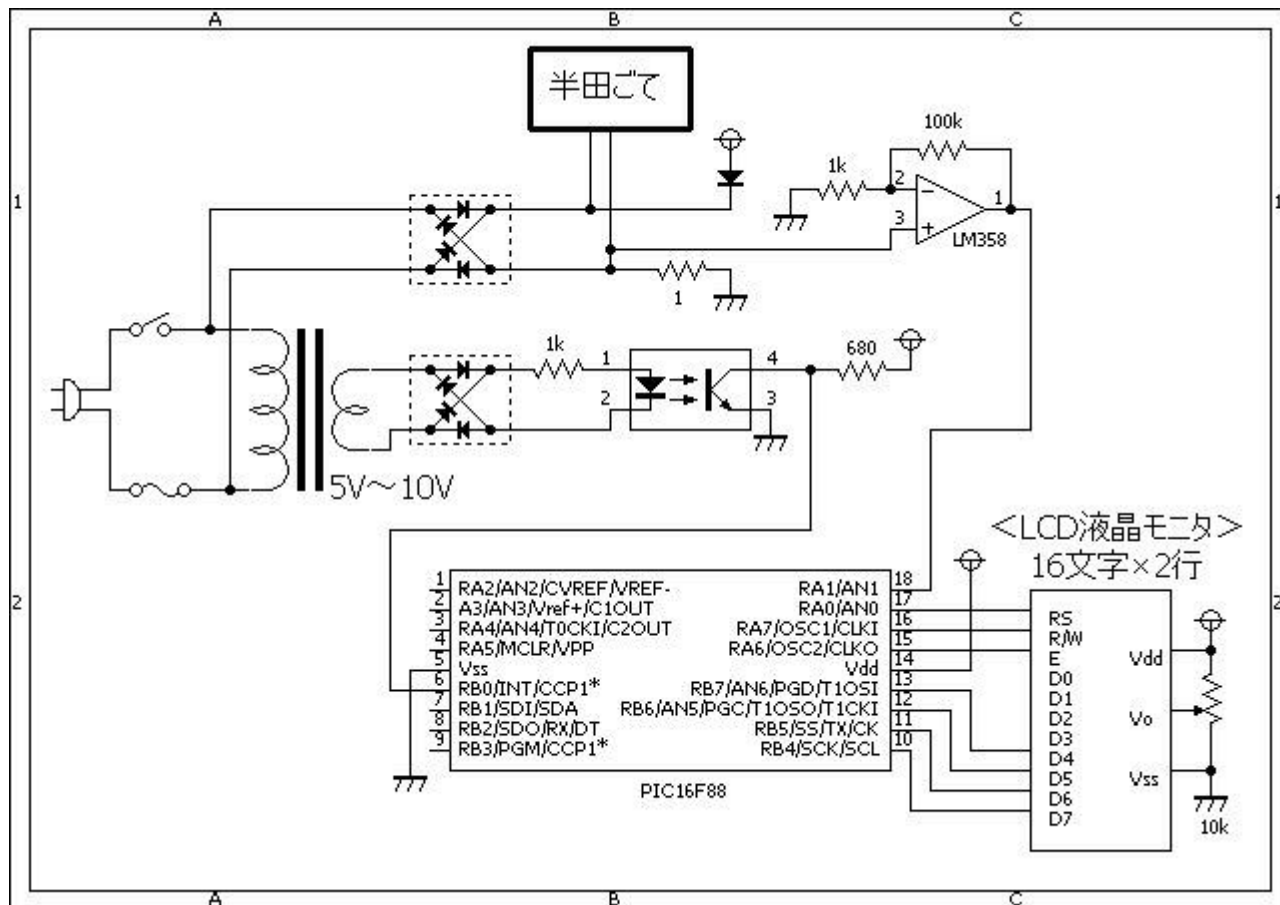 A B C
半田ごて
100k
1k
2
1
3
LM358
1 1
1
1k
1
4
680
2
3
5V～10V
＜LCD液晶モニタ＞
16文字×2行
2 2
1 RA2/AN2/CVREF/VREF- RA1/AN1 18
2 A3/AN3/Vref+/C1OUT RA0/AN0 17
3 RA4/AN4/T0CKI/C2OUT RA7/OSC1/CLKI 16
4 RA5/MCLR/VPP RA6/OSC2/CLKO 15
5 Vss Vdd 14
6 RB0/INT/CCP1* RB7/AN6/PGD/T1OSI 13
7 RB1/SDI/SDA RB6/AN5/PGC/T1OSO/T1CKI 12
8 RB2/SDO/RX/DT RB5/SS/TX/CK 11
9 RB3/PGM/CCP1* RB4/SCK/SCL 10
PIC16F88
RS
R/W
E
D0
D1
D2
D3
D4
D5
D6
D7
Vdd
Vo
Vss
10k
A B C